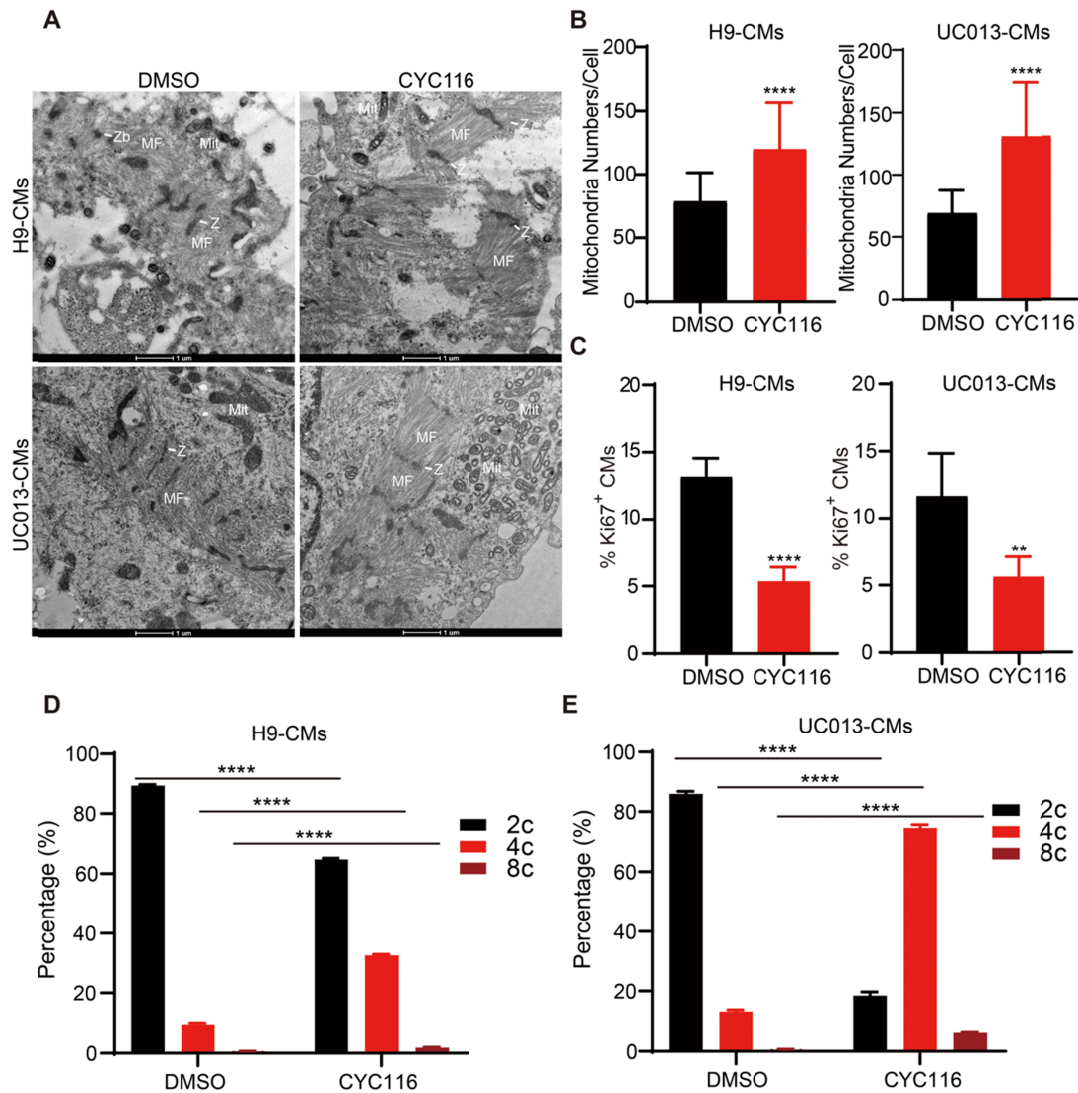 A
DMSO
CYC116
H9-CMs
UC013-CMs
Zb
MF
Mit
Z
MF
1 um
Mit
MF
Z
Z
Z
MF
1 um
Mit
Z
MF
1 um
Mit
MF
Z
Mit
MF
1 um
B
H9-CMs
Mitochondria Numbers/Cell
200
150
100
50
0
****
DMSO
CYC116
UC013-CMs
Mitochondria Numbers/Cell
200
150
100
50
0
****
DMSO
CYC116
C
H9-CMs
% Ki67+ CMs
20
15
10
5
0
****
DMSO
CYC116
UC013-CMs
% Ki67+ CMs
20
15
10
5
0
**
DMSO
CYC116
D
H9-CMs
Percentage (%)
100
80
60
40
20
0
****
****
****
DMSO
CYC116
2c
4c
8c
E
UC013-CMs
Percentage (%)
100
80
60
40
20
0
****
****
****
DMSO
CYC116
2c
4c
8c